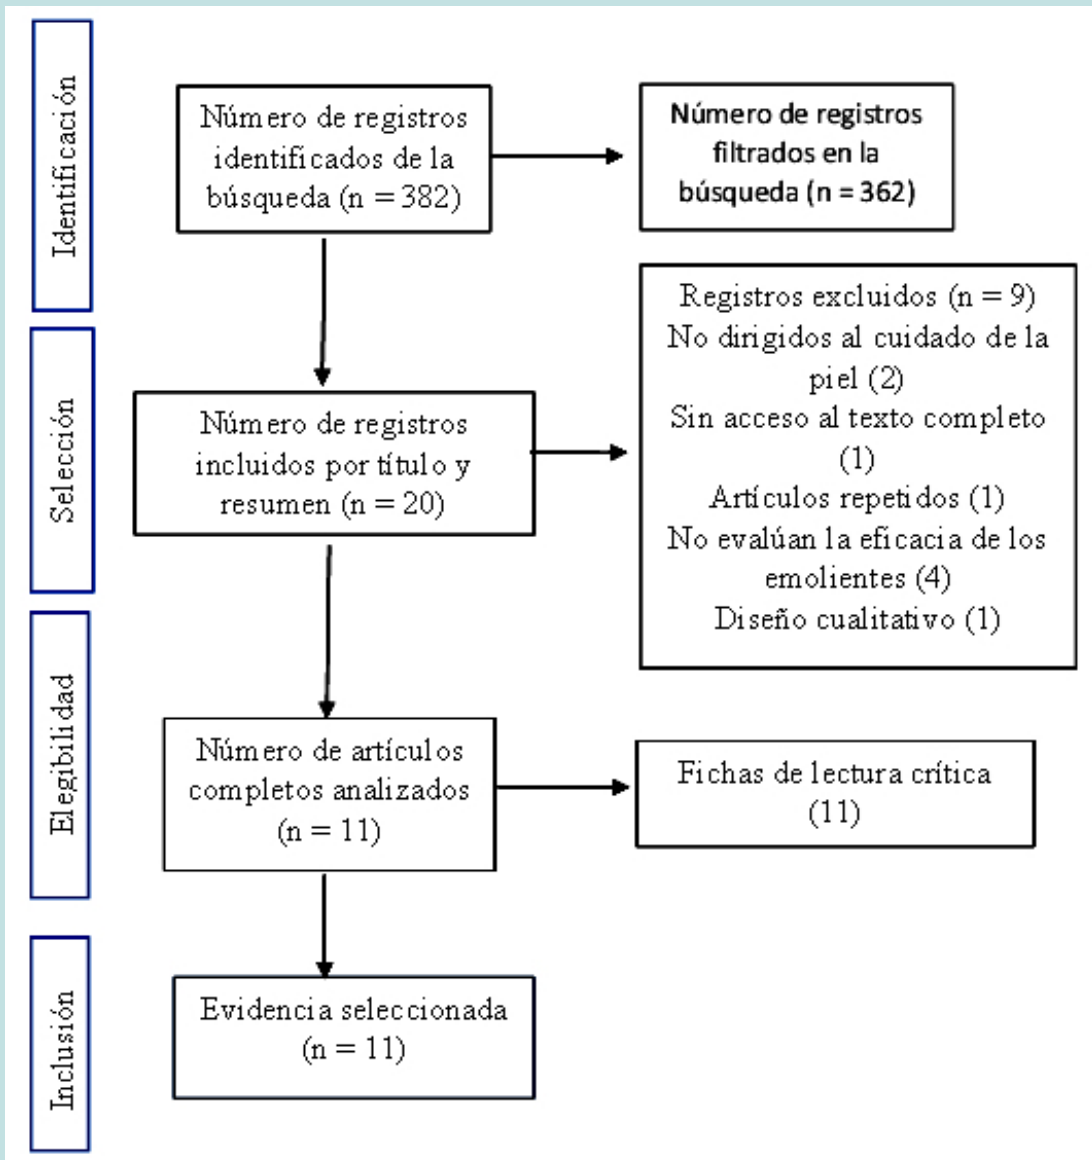 Identificación
Número de registros
identificados de la
búsqueda (n = 382)
Número de registros
filtrados en la
búsqueda (n = 362)
Selección
Número de registros
incluidos por título y
resumen (n = 20)
Registros excluidos (n = 9)
No dirigidos al cuidado de la
piel (2)
Sin acceso al texto completo
(1)
Artículos repetidos (1)
No evalúan la eficacia de los
emolientes (4)
Diseño cualitativo (1)
Elegibilidad
Número de artículos
completos analizados
(n = 11)
Fichas de lectura crítica
(11)
Inclusión
Evidencia seleccionada
(n = 11)